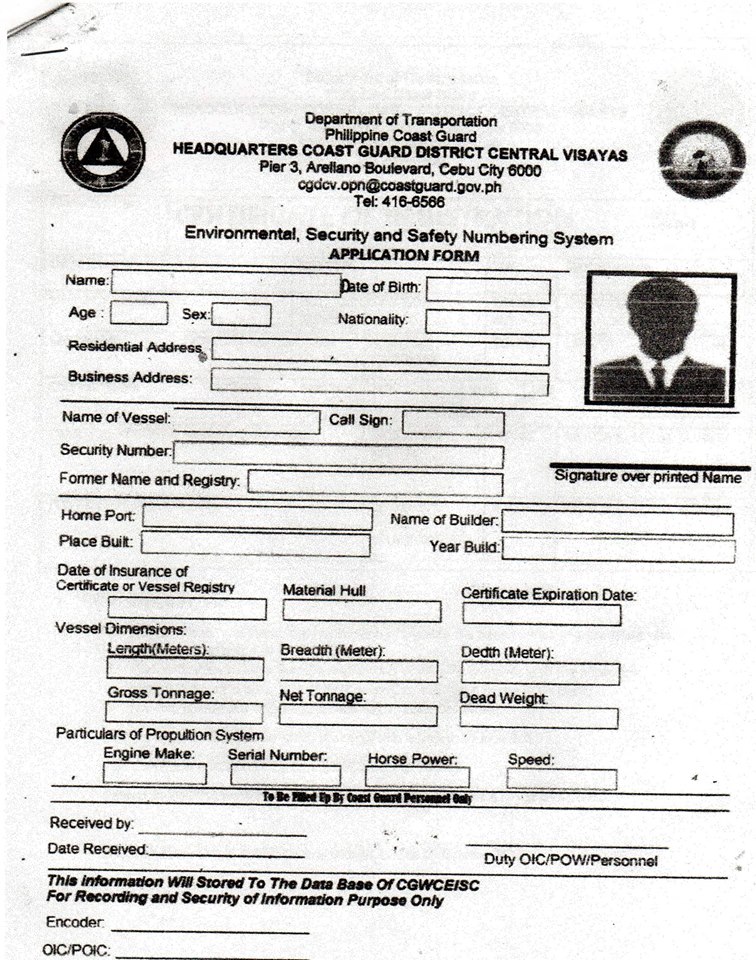 Department of Transportation
Philippine Coast Guard
HEADQUARTERS COAST GUARD DISTRICT CENTRAL VISAYAS
Pier 3, Arellano Boulevard, Cebu City 6000
cgdcv.opn@coastguard.gov.ph
Tel: 416-6566
Environmental, Security and Safety Numbering System
APPLICATION FORM
Name: Date of Birth:
Age : Sex: Nationality:
Residential Address
Business Address:
Name of Vessel: Call Sign:
Security Number:
Former Name and Registry:
Signature over printed Name
Home Port: Name of Builder:
Place Built: Year Build:
Date of Insurance of
Certificate or Vessel Registry Material Hull Certificate Expiration Date:
Vessel Dimensions:
Length(Meters): Breadth (Meter): Dedth (Meter):
Gross Tonnage: Net Tonnage: Dead Weight:
Particulars of Propultion System
Engine Make: Serial Number: Horse Power: Speed:
To Be Filled Up By Coast Guard Personnel Only
Received by:
Date Received:
Duty OIC/POW/Personnel
This information Will Stored To The Data Base Of CGWCEISC
For Recording and Security of Information Purpose Only
Encoder:
OIC/POIC: